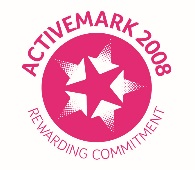 ACTIVEMARK 2008
REWARDING COMMITMENT